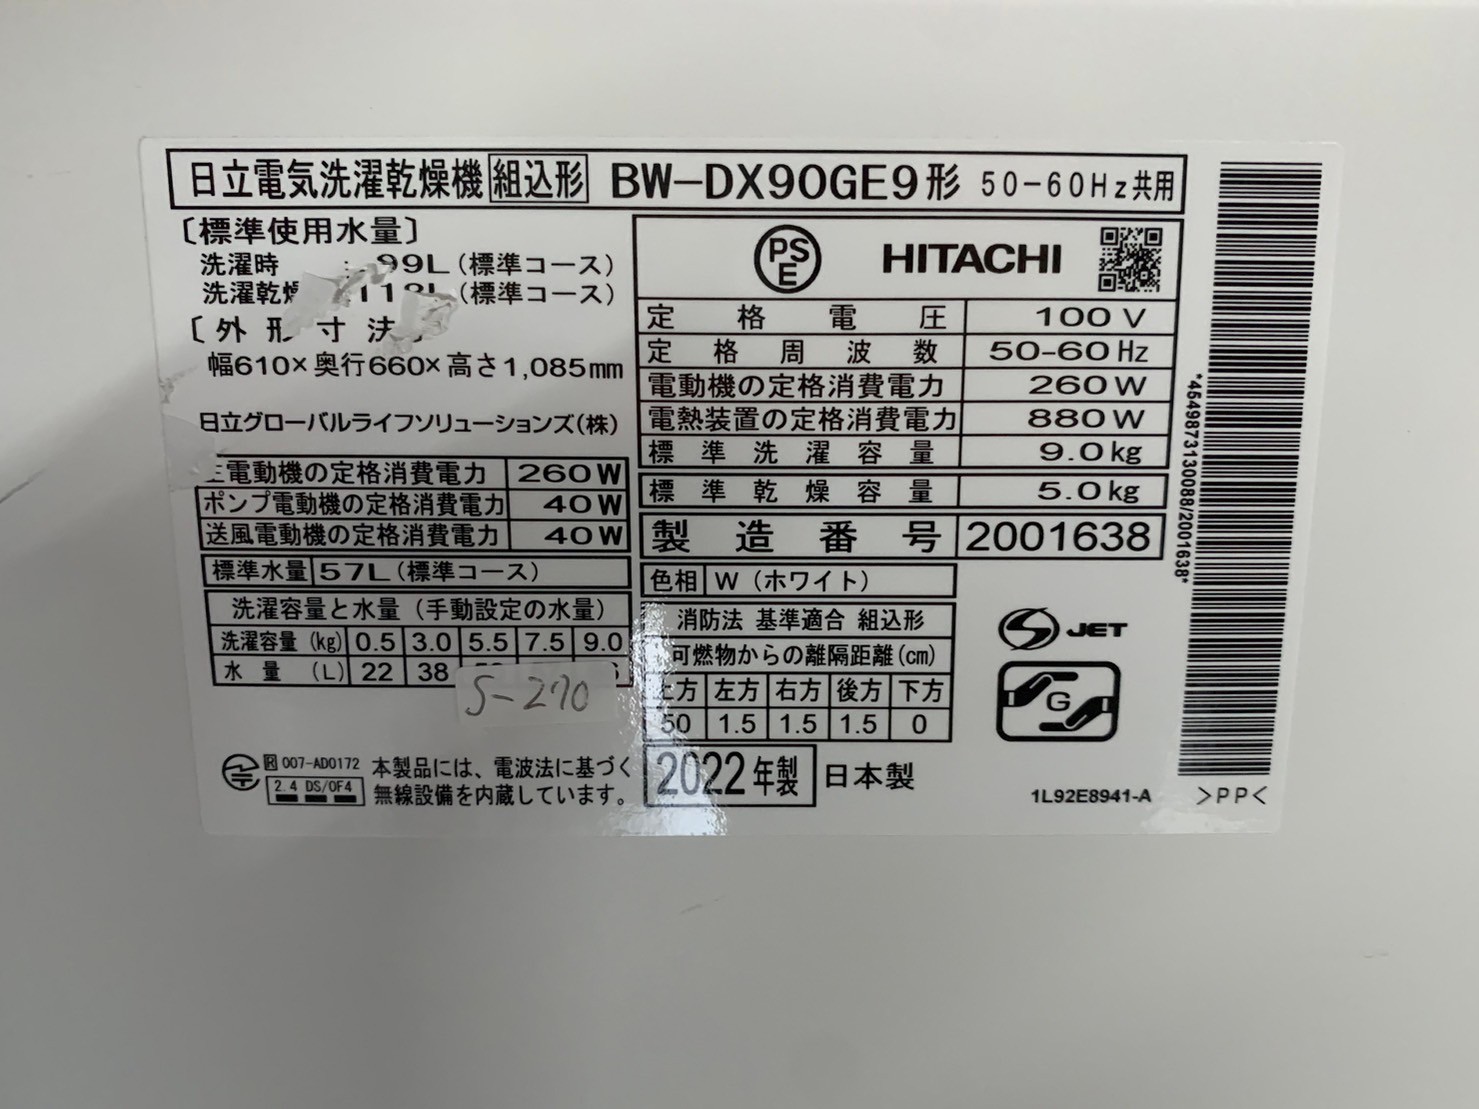 日立電気洗濯乾燥機 組込形 BW-DX90GE9形 50-60Hz共用
〔標準使用水量〕
洗濯時 99L(標準コース)
洗濯乾燥 118L(標準コース)
〔外形寸法
幅610×奥行660×高さ1,085mm
日立グローバルライフソリューションズ(株)
主電動機の定格消費電力 260W
ポンプ電動機の定格消費電力 40W
送風電動機の定格消費電力 40W
標準水量 57L(標準コース)
洗濯容量と水量(手動設定の水量)
洗濯容量(kg) 0.5 3.0 5.5 7.5 9.0
水量(L) 22 38
S-270
R 007-AD0172
2.4 DS/OF4
本製品には、電波法に基づく
無線設備を内蔵しています。
PSE HITACHI
定格電圧 100V
定格周波数 50-60Hz
電動機の定格消費電力 260W
電熱装置の定格消費電力 880W
標準洗濯容量 9.0kg
標準乾燥容量 5.0kg
製造番号 2001638
色相 W(ホワイト)
消防法 基準適合 組込形
可燃物からの離隔距離(cm)
上方 左方 右方 後方 下方
50 1.5 1.5 1.5 0
2022年製 日本製
S JET
G
1L92E8941-A >PP<
*4549873130088/2001638*